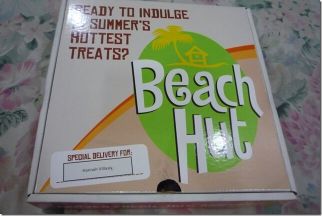 READY TO INDULGE
SUMMER'S
HOTTEST
TREATS?
Beach
Hut
SPECIAL DELIVERY FOR: